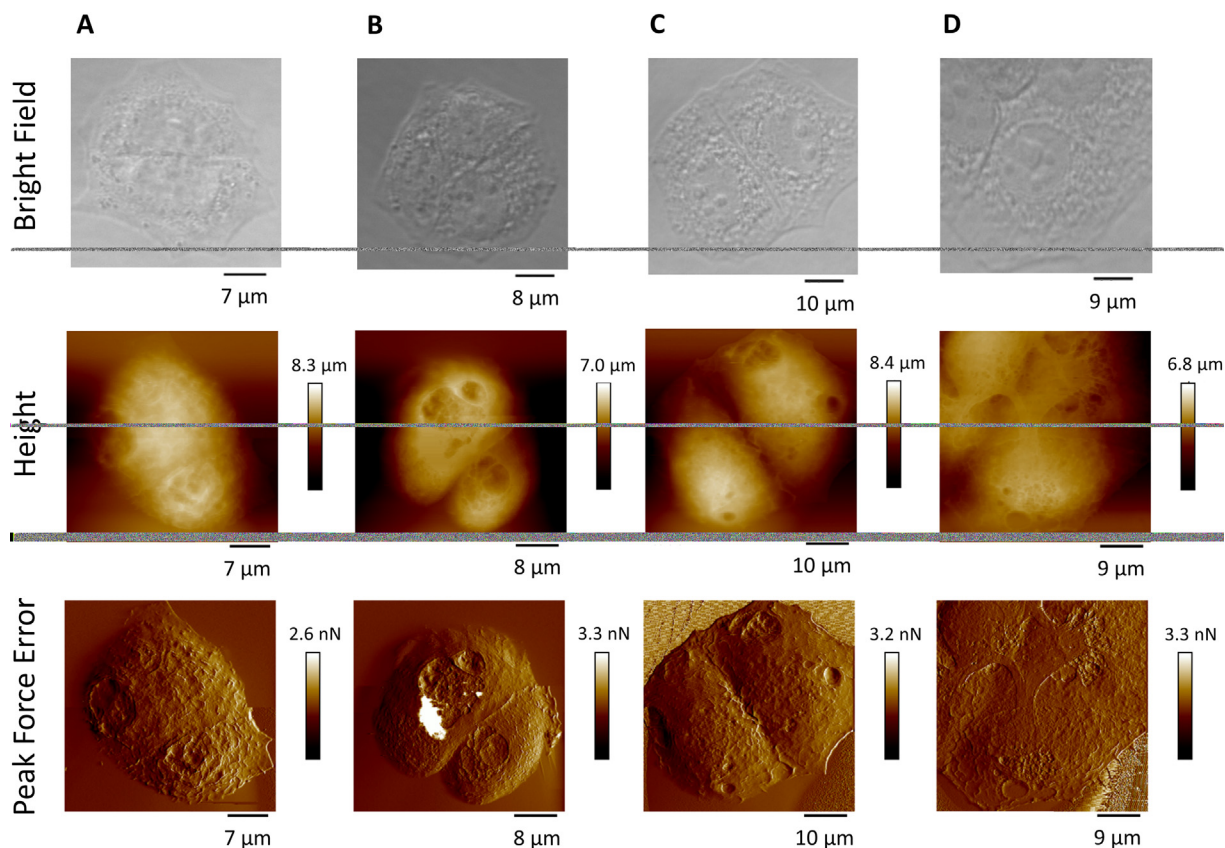 A B C D
Bright Field
7 µm 8 µm 10 µm 9 µm
Height
8.3 µm 7.0 µm 8.4 µm 6.8 µm
7 µm 8 µm 10 µm 9 µm
Peak Force Error
2.6 nN 3.3 nN 3.2 nN 3.3 nN
7 µm 8 µm 10 µm 9 µm